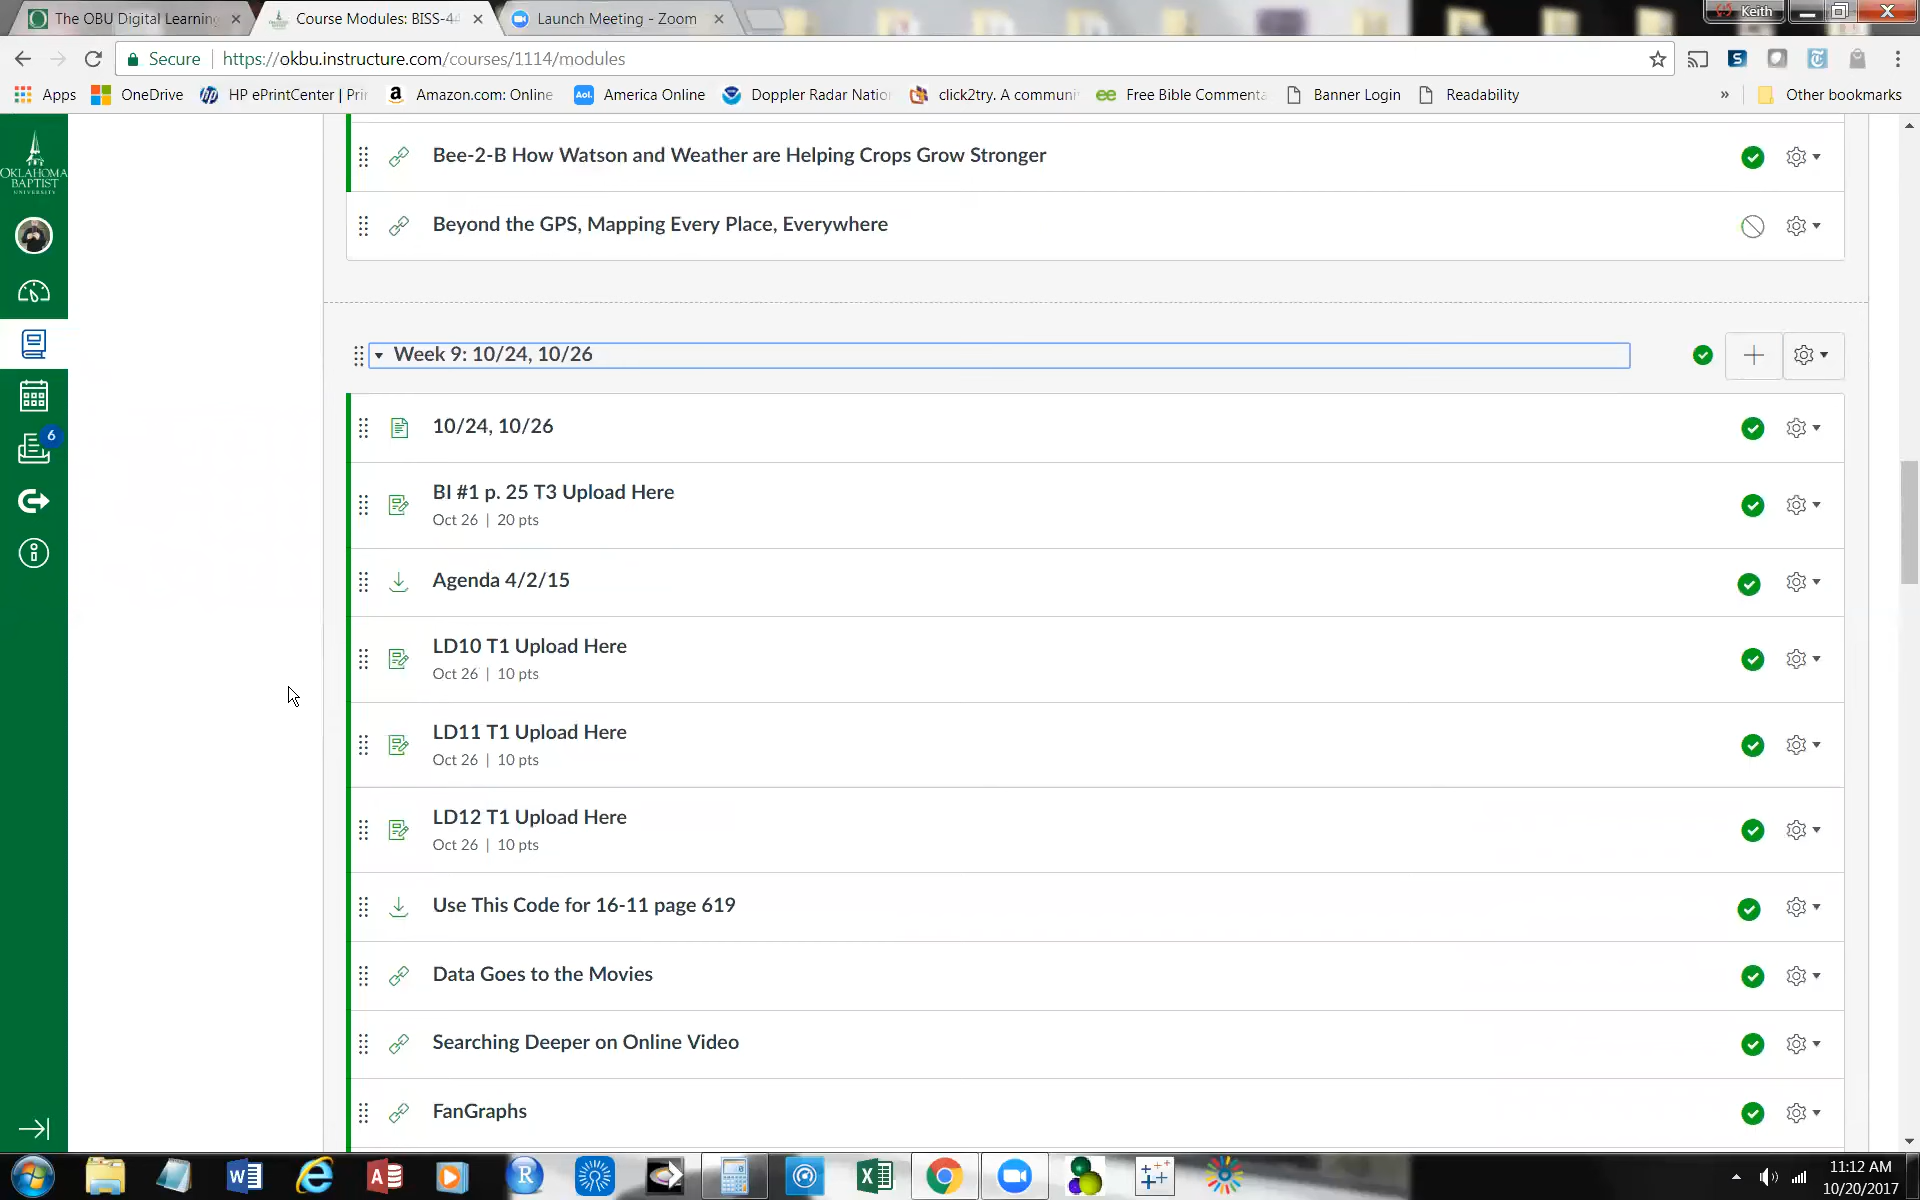 The OBU Digital Learning
Course Modules: BISS-44
Launch Meeting - Zoom
Keith
Secure
https://okbu.instructure.com/courses/1114/modules
Apps
OneDrive
HP ePrintCenter | Pri
Amazon.com: Online
Aol.
America Online
Doppler Radar Natio
click2try. A communi
Free Bible Commenta
Banner Login
Readability
»
Other bookmarks
OKLAHOMA
BAPTIST
UNIVERSITY
6
Bee-2-B How Watson and Weather are Helping Crops Grow Stronger
Beyond the GPS, Mapping Every Place, Everywhere
Week 9: 10/24, 10/26
10/24, 10/26
BI #1 p. 25 T3 Upload Here
Oct 26 | 20 pts
Agenda 4/2/15
LD10 T1 Upload Here
Oct 26 | 10 pts
LD11 T1 Upload Here
Oct 26 | 10 pts
LD12 T1 Upload Here
Oct 26 | 10 pts
Use This Code for 16-11 page 619
Data Goes to the Movies
Searching Deeper on Online Video
FanGraphs
11:12 AM
10/20/2017